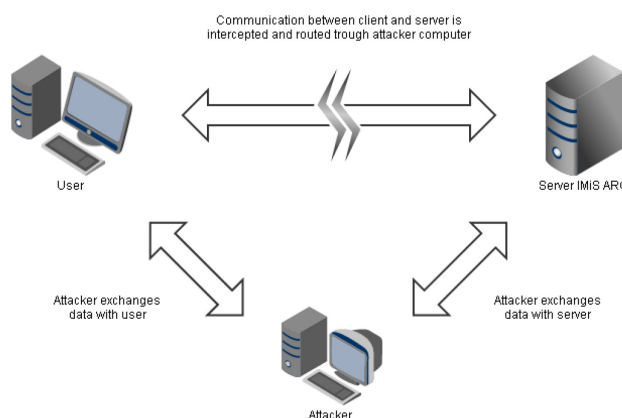 Communication between client and server is
intercepted and routed trough attacker computer
User
Server IMiS ARC
Attacker exchanges
data with user
Attacker exchanges
data with server
Attacker